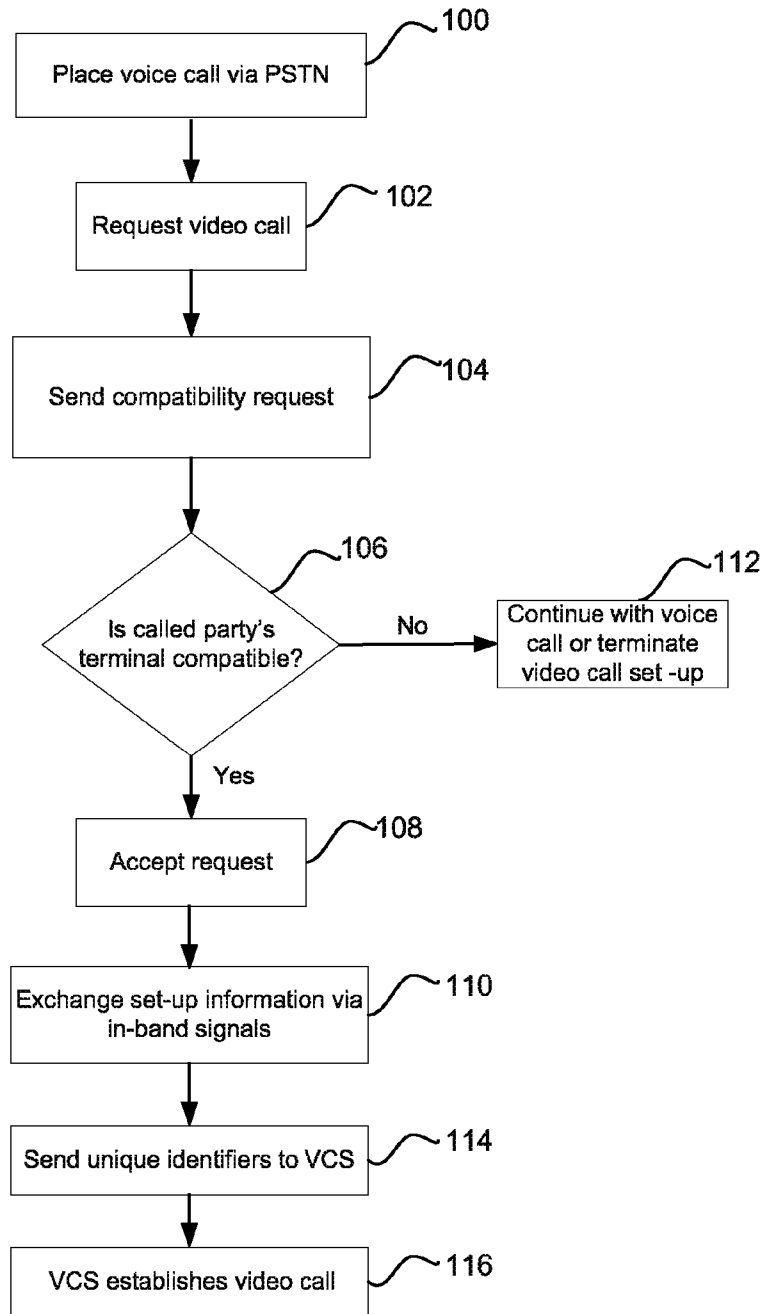 100
Place voice call via PSTN
102
Request video call
104
Send compatibility request
106
Is called party's
terminal compatible?
No
112
Continue with voice
call or terminate
video call set -up
Yes
108
Accept request
110
Exchange set-up information via
in-band signals
114
Send unique identifiers to VCS
116
VCS establishes video call